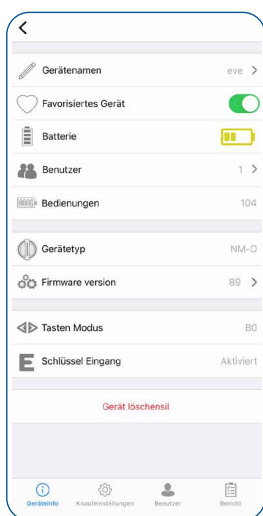 Gerätenamen eve
Favorisiertes Gerät
Batterie
Benutzer 1
Bedienungen 104
Gerätetyp NM-O
Firmware version 89
Tasten Modus B0
E Schlüssel Eingang Aktiviert
Gerät löschensil
Geräteinfo Knaufeinstellungen Benutzer Bericht